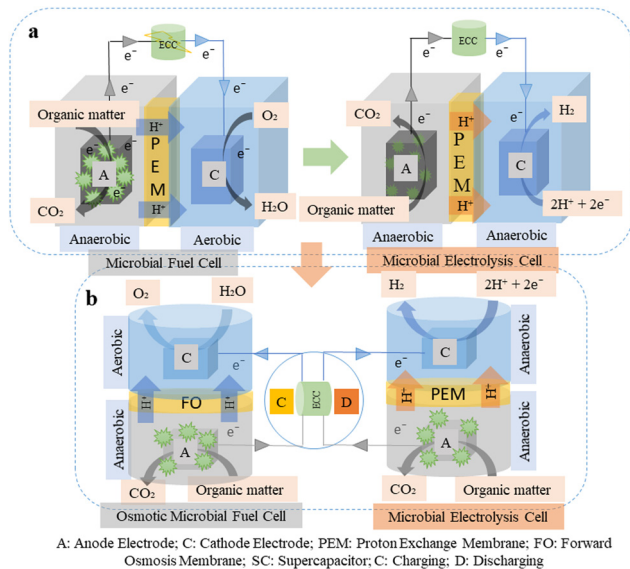 a
ECC
e⁻
e⁻
e⁻
e⁻
Organic matter
O₂
H⁺
e⁻
e⁻
e⁻
A
PEM
C
e⁻
H⁺
CO₂
H₂O
Anaerobic
Aerobic
Microbial Fuel Cell
ECC
e⁻
e⁻
e⁻
e⁻
CO₂
H₂
H⁺
A
PEM
C
e⁻
H⁺
Organic matter
2H⁺ + 2e⁻
Anaerobic
Anaerobic
Microbial Electrolysis Cell
b
O₂
H₂O
Aerobic
C
e⁻
H⁺
FO
H⁺
Anaerobic
e⁻
A
CO₂
Organic matter
Osmotic Microbial Fuel Cell
C
ECC
D
H₂
2H⁺ + 2e⁻
Anaerobic
C
e⁻
H⁺
PEM
H⁺
Anaerobic
e⁻
A
CO₂
Organic matter
Microbial Electrolysis Cell
A: Anode Electrode; C: Cathode Electrode; PEM: Proton Exchange Membrane; FO: Forward
Osmosis Membrane; SC: Supercapacitor; C: Charging; D: Discharging